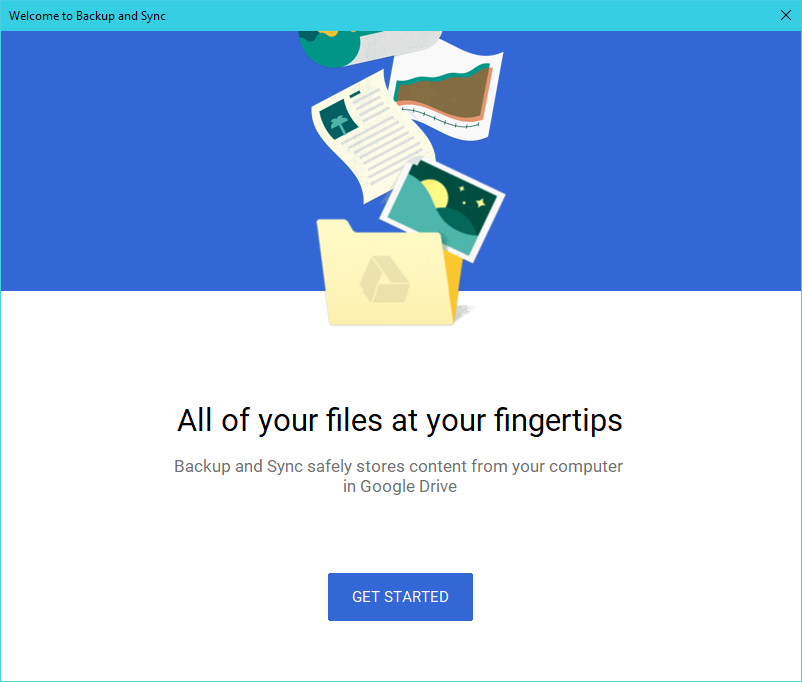 Welcome to Backup and Sync
All of your files at your fingertips
Backup and Sync safely stores content from your computer
in Google Drive
GET STARTED